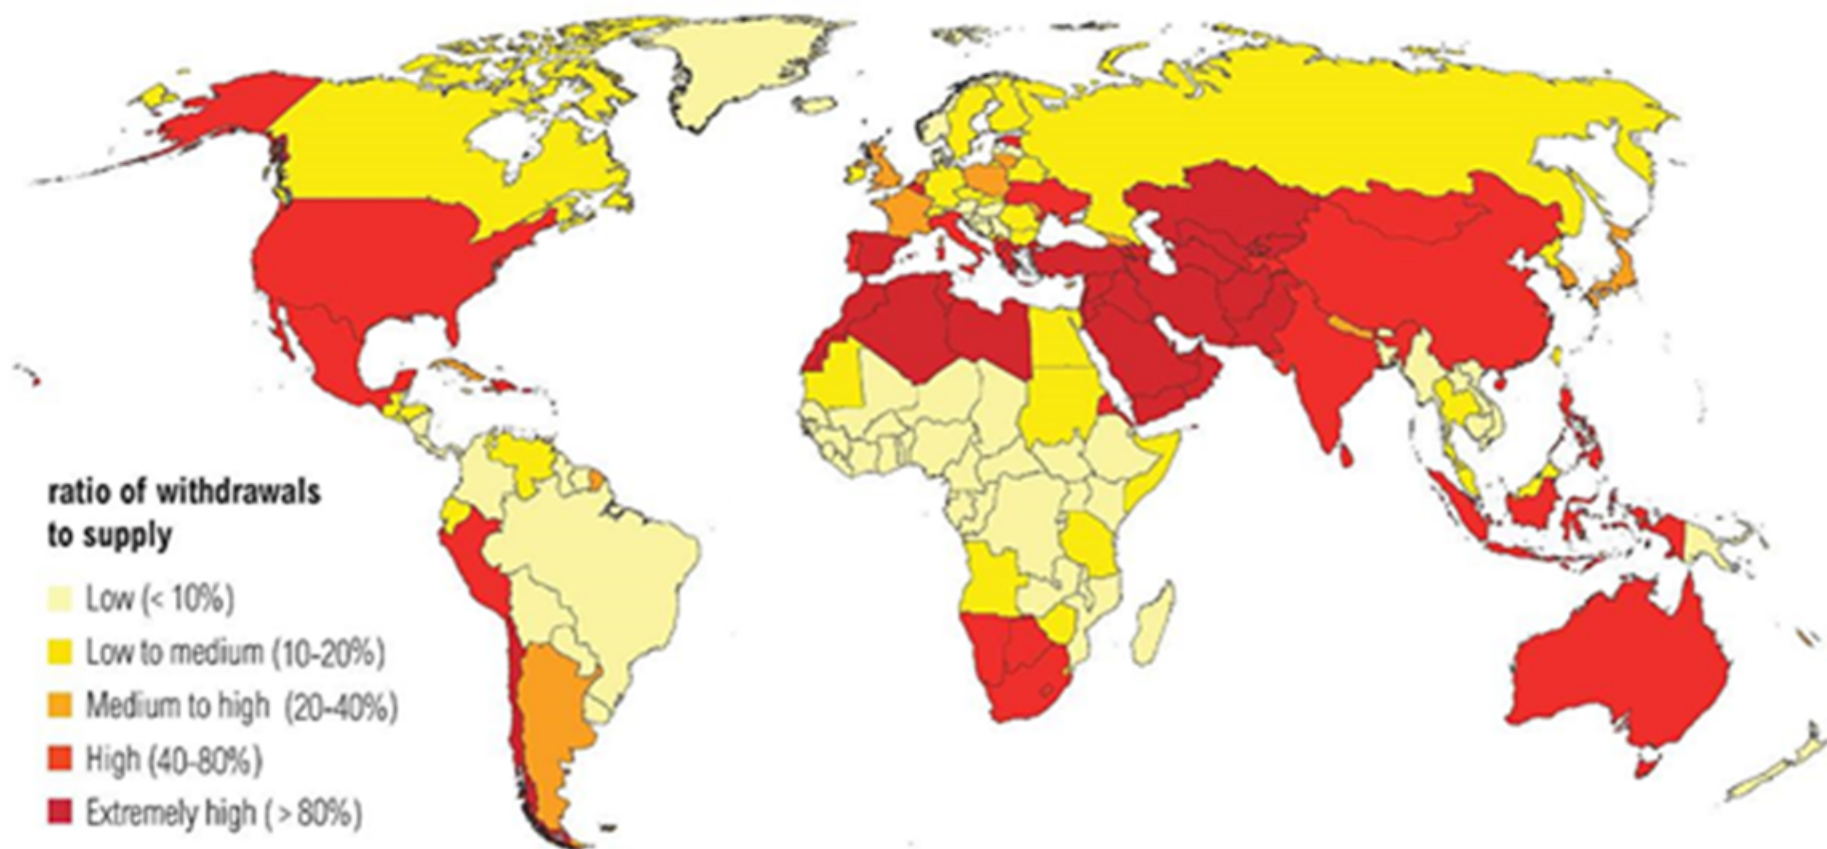 ratio of withdrawals
to supply
Low (< 10%)
Low to medium (10-20%)
Medium to high (20-40%)
High (40-80%)
Extremely high ( > 80%)